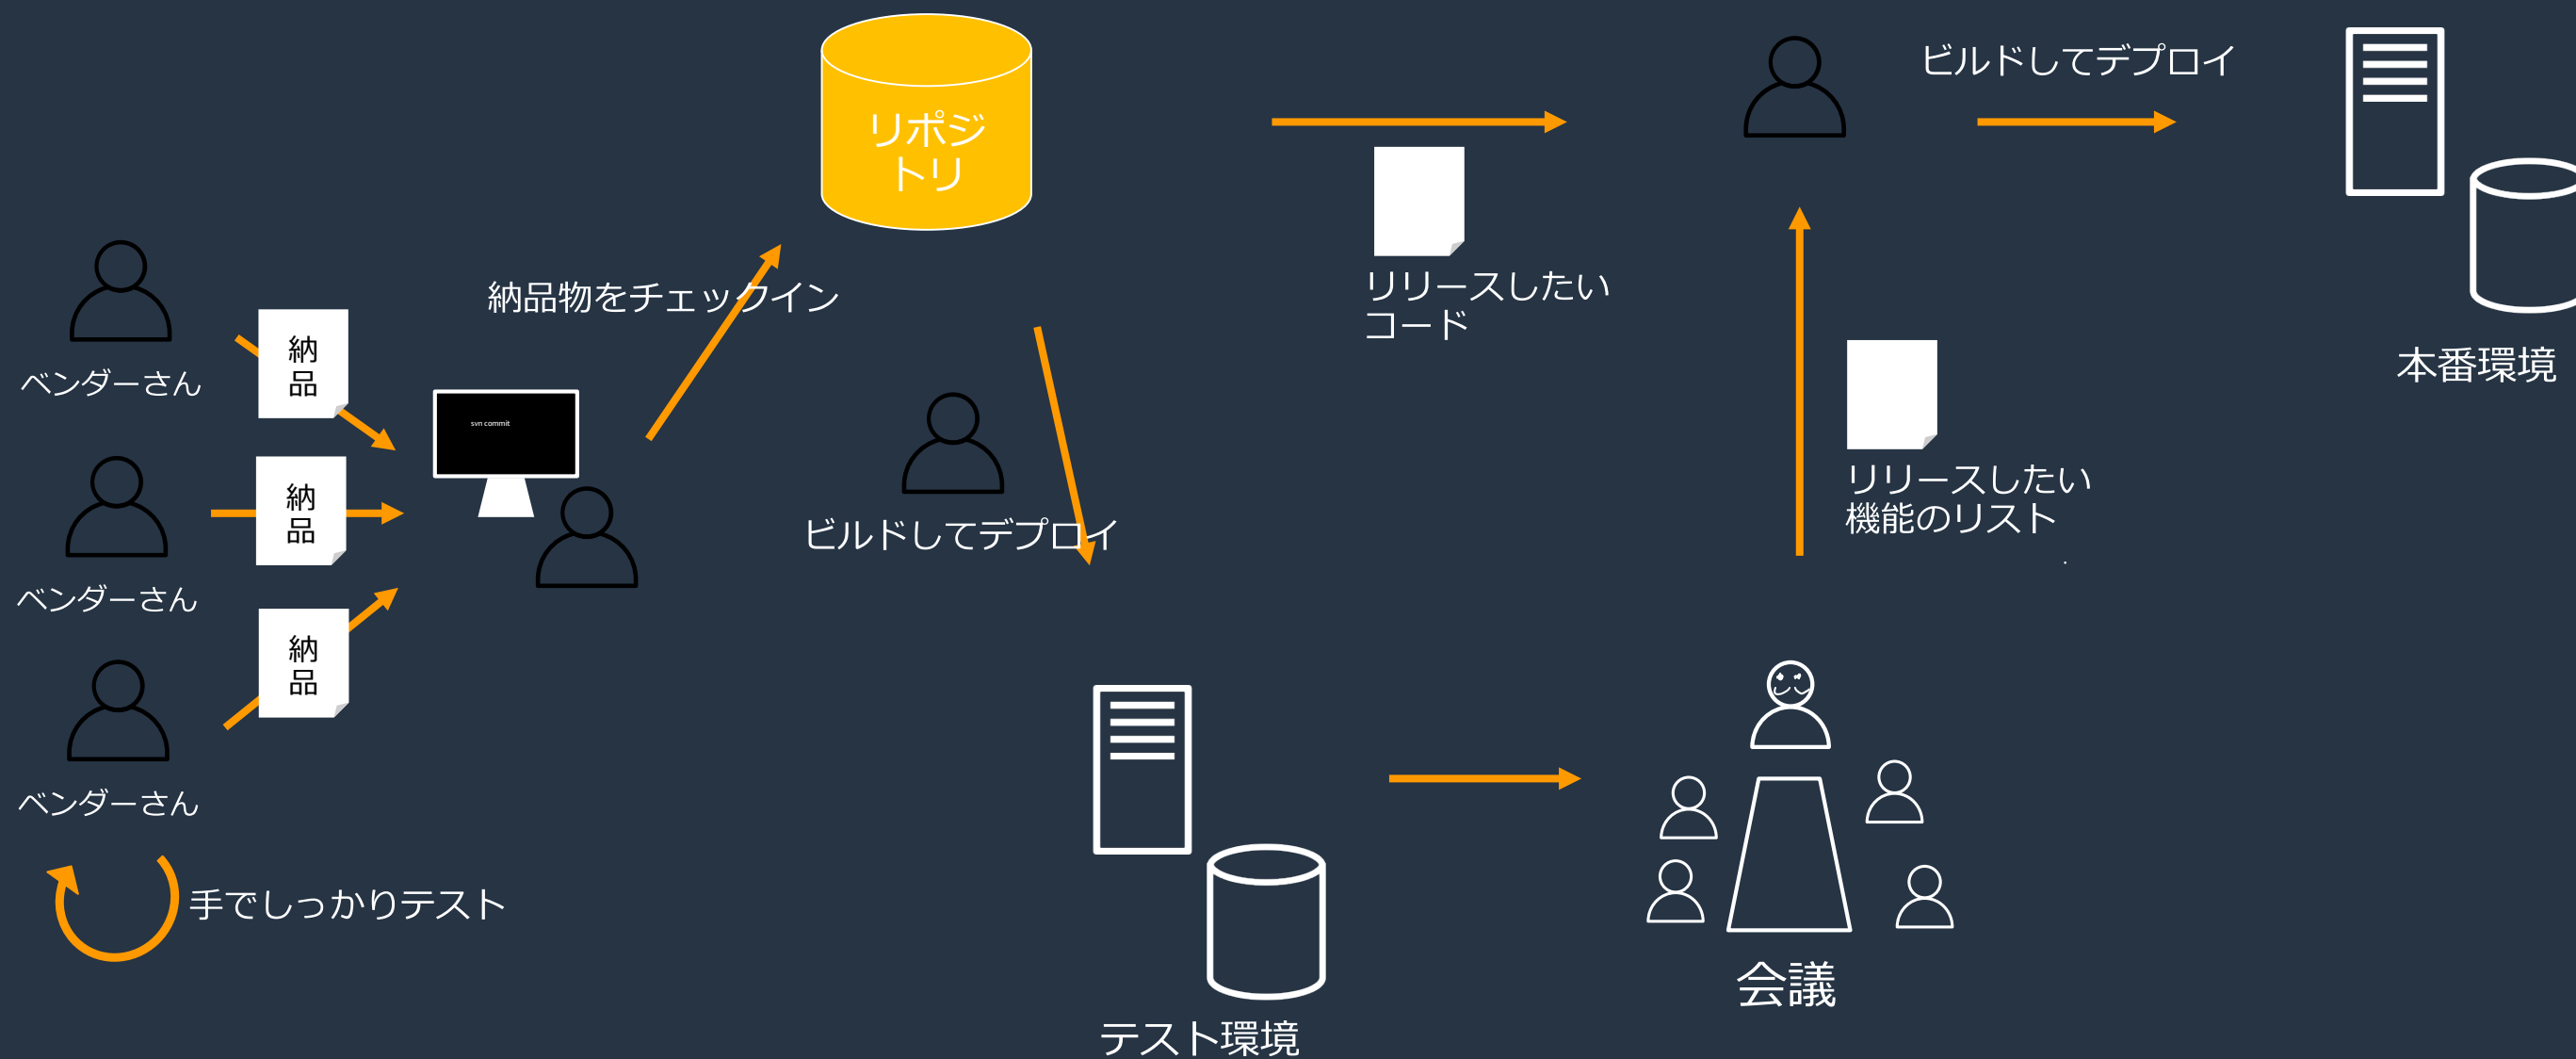 リポジ
トリ
ビルドしてデプロイ
納品物をチェックイン
リリースしたい
コード
本番環境
ベンダーさん
納
品
svn commit
納
品
リリースしたい
機能のリスト
ビルドしてデプロイ
ベンダーさん
納
品
ベンダーさん
手でしっかりテスト
会議
テスト環境